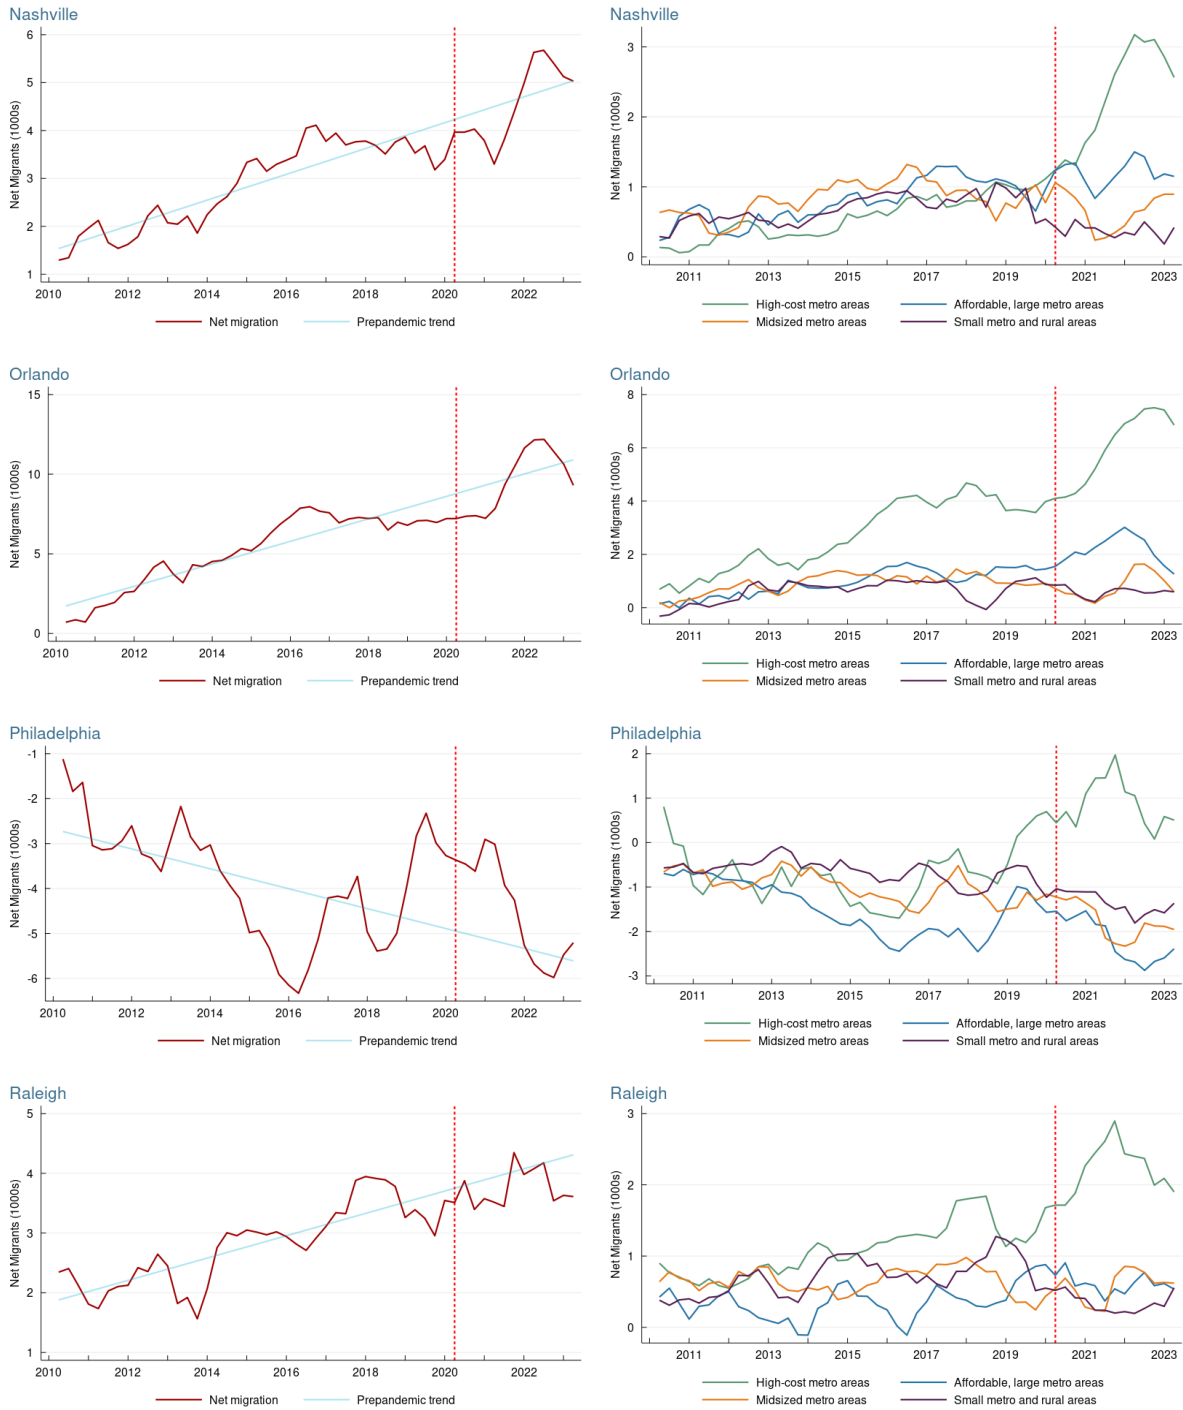 Nashville
Net Migrants (1000s)
6
5
4
3
2
1
2010 2012 2014 2016 2018 2020 2022
Net migration Prepandemic trend
Nashville
Net Migrants (1000s)
3
2
1
0
2011 2013 2015 2017 2019 2021 2023
High-cost metro areas Affordable, large metro areas
Midsized metro areas Small metro and rural areas
Orlando
Net Migrants (1000s)
15
10
5
0
2010 2012 2014 2016 2018 2020 2022
Net migration Prepandemic trend
Orlando
Net Migrants (1000s)
8
6
4
2
0
2011 2013 2015 2017 2019 2021 2023
High-cost metro areas Affordable, large metro areas
Midsized metro areas Small metro and rural areas
Philadelphia
Net Migrants (1000s)
-1
-2
-3
-4
-5
-6
2010 2012 2014 2016 2018 2020 2022
Net migration Prepandemic trend
Philadelphia
Net Migrants (1000s)
2
1
0
-1
-2
-3
2011 2013 2015 2017 2019 2021 2023
High-cost metro areas Affordable, large metro areas
Midsized metro areas Small metro and rural areas
Raleigh
Net Migrants (1000s)
5
4
3
2
1
2010 2012 2014 2016 2018 2020 2022
Net migration Prepandemic trend
Raleigh
Net Migrants (1000s)
3
2
1
0
2011 2013 2015 2017 2019 2021 2023
High-cost metro areas Affordable, large metro areas
Midsized metro areas Small metro and rural areas